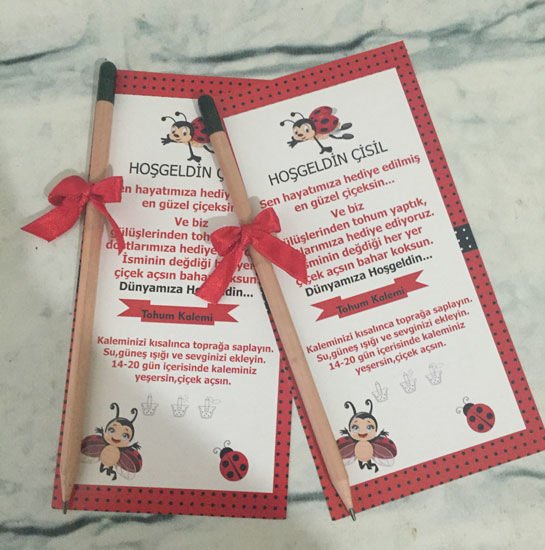 HOŞGELDİN Çİ
Sen hayatımıza hediye
en güzel çiçeksin
Ve biz
gülüşlerinden tohum
hediye
İsminin değdiği yer
çiçek açsın bahar koksun.
Dünyamıza Hoşgeldin...
Tohum Kalemi
Kaleminizi kısalınca toprağa saplayın.
Su,güneş ışığı ve sevginizi ekleyin.
14-20 gün içerisinde kaleminiz
yeşersin,çiçek açsın.
HOŞGELDİN ÇİSİL
Sen hayatımıza hediye edilmiş
en güzel çiçeksin...
Ve biz
gülüşlerinden tohum yaptık,
hediye ediyoruz.
İsminin değdiği her yer
çiçek açsın bahar koksun.
Dünyamıza Hoşgeldin...
Tohum Kalemi
Kaleminizi kısalınca toprağa saplayın.
Su,güneş ışığı ve sevginizi ekleyin.
14-20 gün içerisinde kaleminiz
yeşersin,çiçek açsın.